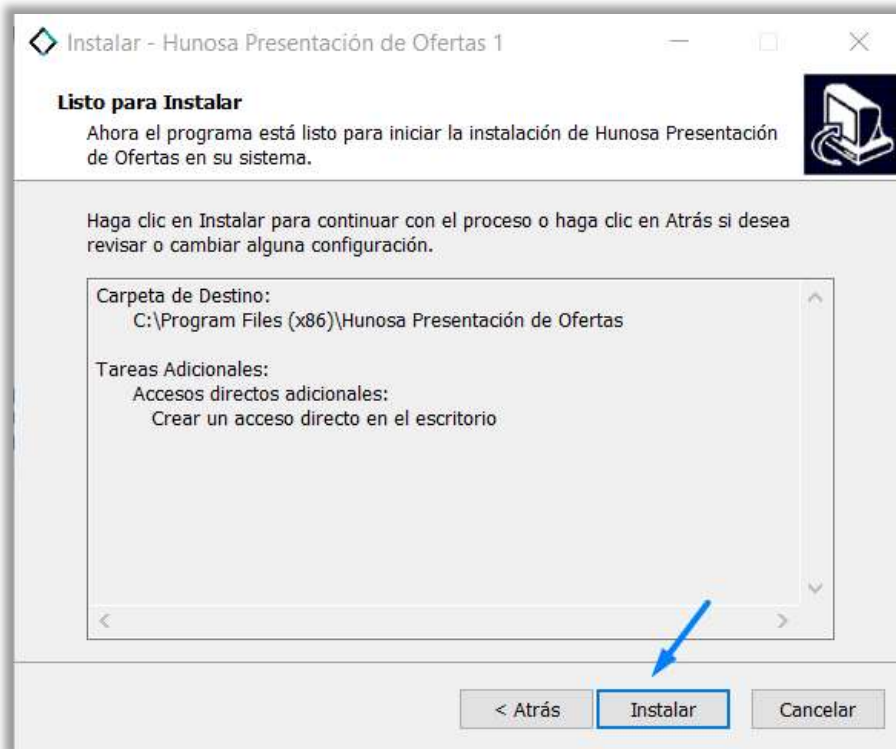 Instalar - Hunosa Presentación de Ofertas 1
Listo para Instalar
Ahora el programa está listo para iniciar la instalación de Hunosa Presentación
de Ofertas en su sistema.
Haga clic en Instalar para continuar con el proceso o haga clic en Atrás si desea
revisar o cambiar alguna configuración.
Carpeta de Destino:
C:\Program Files (x86)\Hunosa Presentación de Ofertas
Tareas Adicionales:
Accesos directos adicionales:
Crear un acceso directo en el escritorio
< Atrás
Instalar
Cancelar